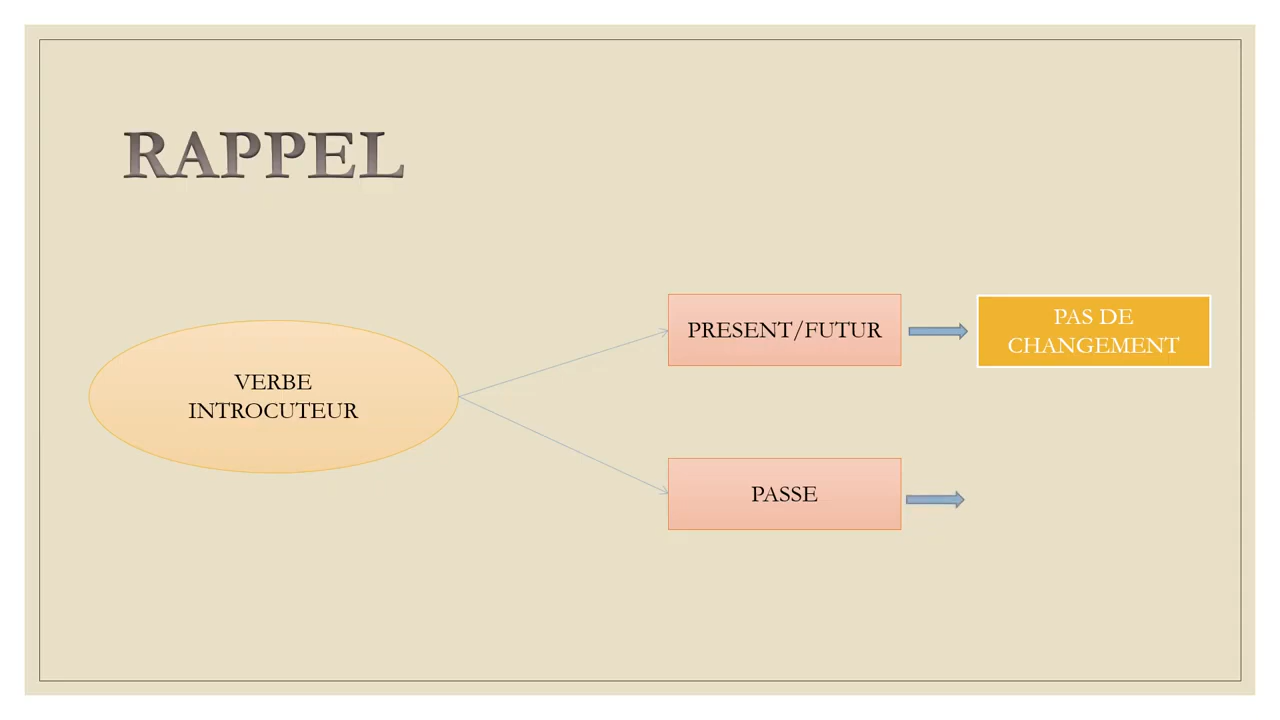 RAPPEL
VERBE
INTROCUTEUR
PRESENT/FUTUR
PAS DE
CHANGEMENT
PASSE